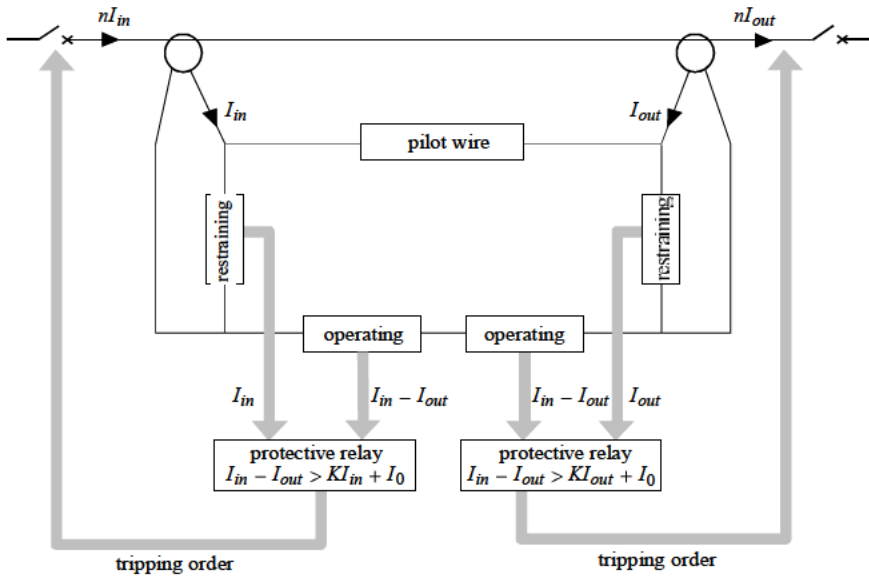 nI_in
nI_out
I_in
I_out
pilot wire
restraining
restraining
operating
operating
I_in
I_in − I_out
I_in − I_out
I_out
protective relay
I_in − I_out > KI_in + I_0
protective relay
I_in − I_out > KI_out + I_0
tripping order
tripping order